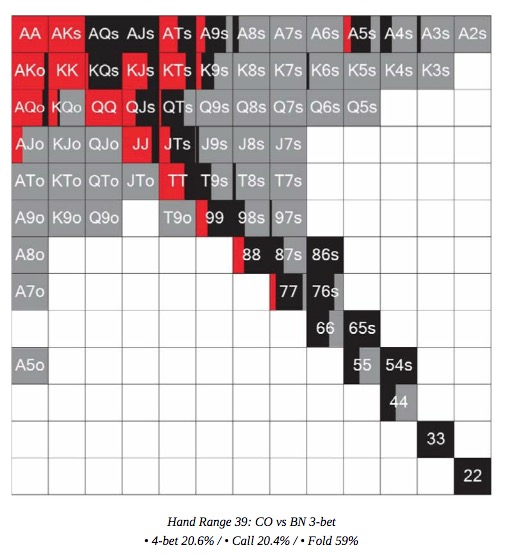 AA AKs AQs AJs ATs A9s A8s A7s A6s A5s A4s A3s A2s
AKo KK KQs KJs KTs K9s K8s K7s K6s K5s K4s K3s
AQo KQo QQ QJs QTs Q9s Q8s Q7s Q6s Q5s
AJo KJo QJo JJ JTs J9s J8s J7s
ATo KTo QTo JTo TT T9s T8s T7s
A9o K9o Q9o T9o 99 98s 97s
A8o 88 87s 86s
A7o 77 76s
66 65s
A5o 55 54s
44
33
22
Hand Range 39: CO vs BN 3-bet
• 4-bet 20.6% / • Call 20.4% / • Fold 59%